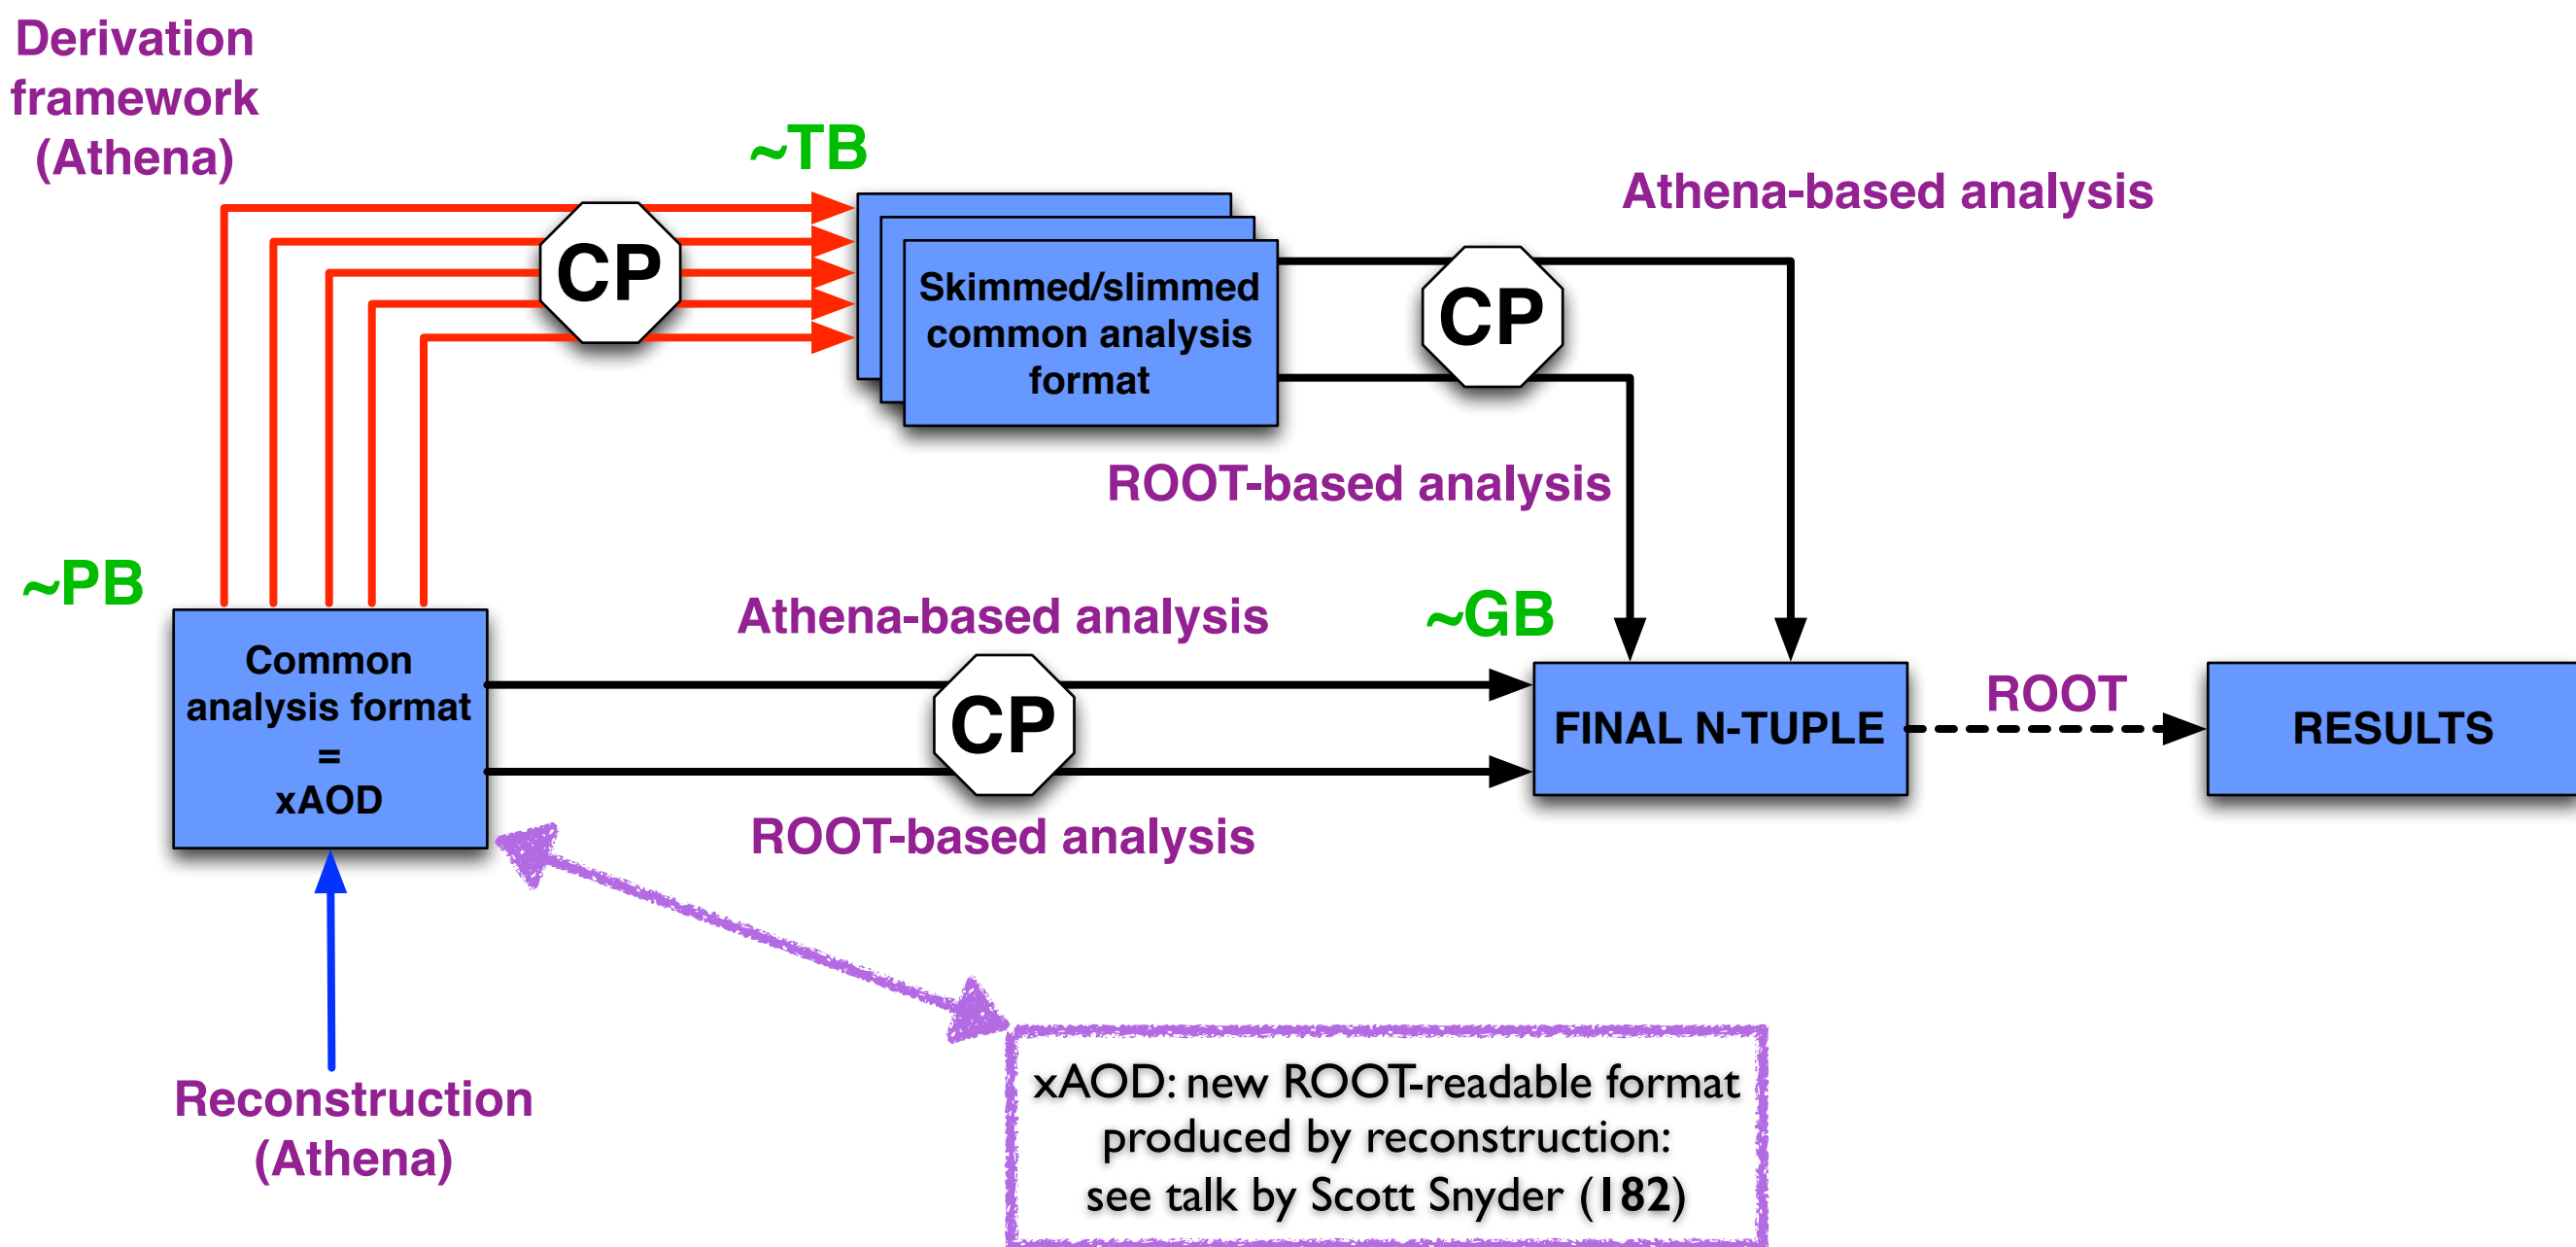 Derivation
framework
(Athena)
~TB
Athena-based analysis
CP
CP
Skimmed/slimmed
common analysis
format
ROOT-based analysis
~PB
Athena-based analysis
~GB
Common
analysis format
=
xAOD
CP
FINAL N-TUPLE
ROOT
RESULTS
ROOT-based analysis
Reconstruction
(Athena)
xAOD: new ROOT-readable format
produced by reconstruction:
see talk by Scott Snyder (182)